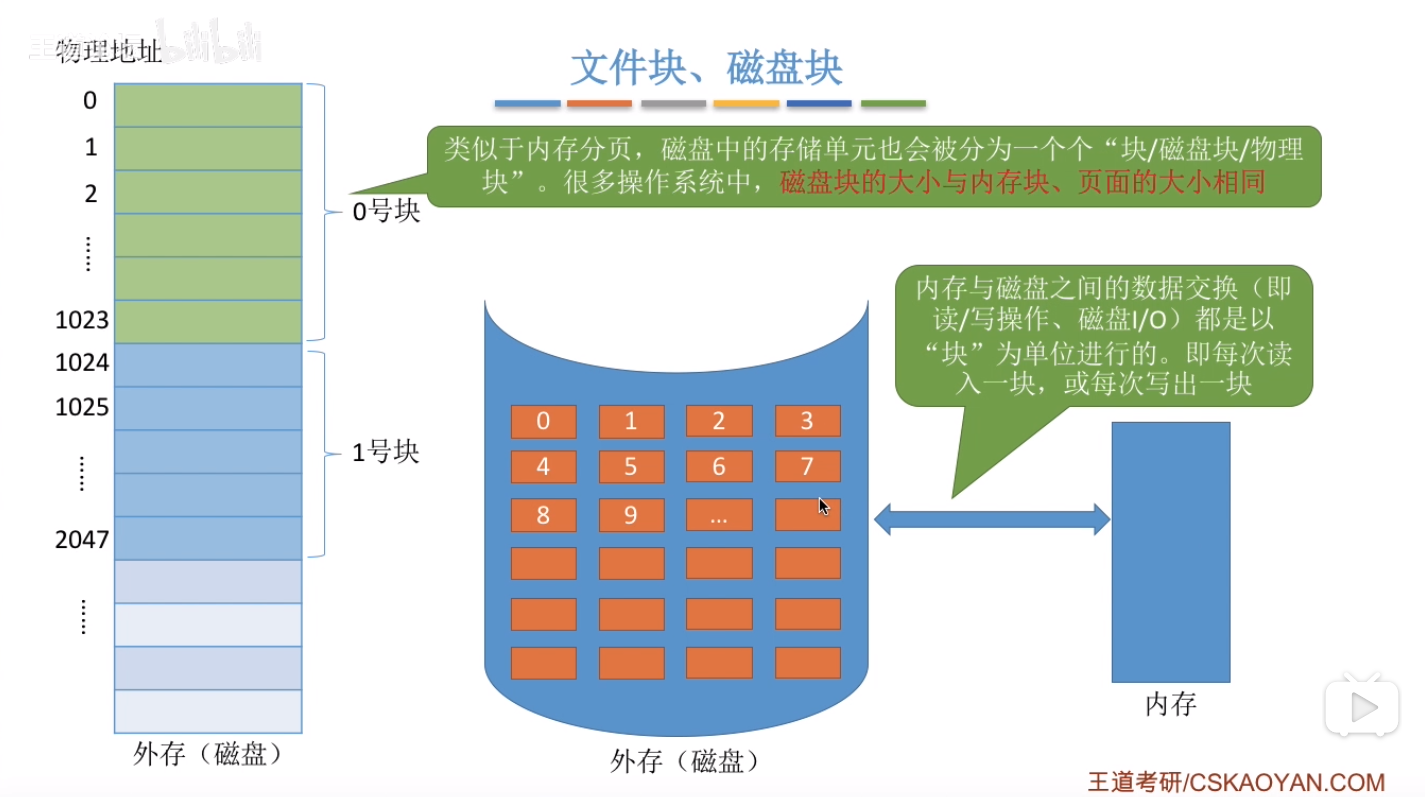 物理地址
bilibili
文件块、磁盘块
0
1
2
……
1023
1024
1025
……
2047
……
0号块
1号块
外存（磁盘）
类似于内存分页，磁盘中的存储单元也会被分为一个个“块/磁盘块/物理
块”。很多操作系统中，磁盘块的大小与内存块、页面的大小相同
内存与磁盘之间的数据交换（即
读/写操作、磁盘I/O）都是以
“块”为单位进行的。即每次读
入一块，或每次写出一块
0 1 2 3
4 5 6 7
8 9 ...
外存（磁盘）
内存
王道考研/CSKAOYAN.COM